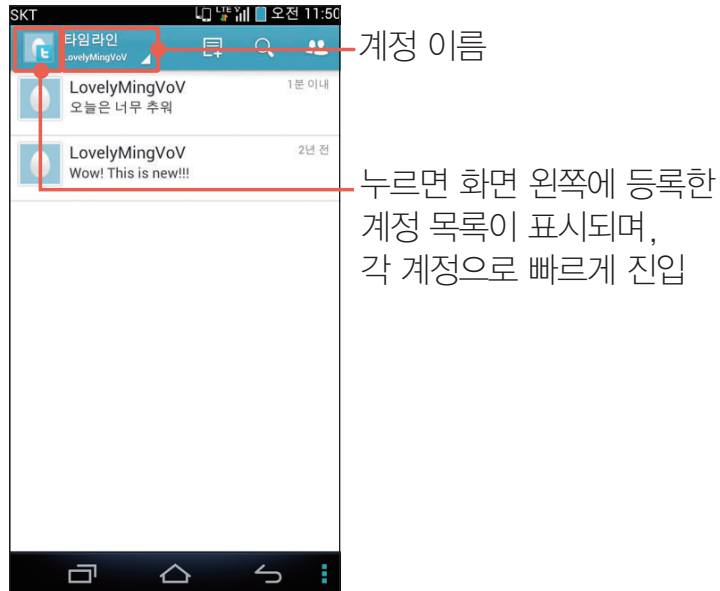 SKT LTE 오전 11:50
타임라인
LovelyMingVoV
계정 이름
LovelyMingVoV 1분 이내
오늘은 너무 추워
LovelyMingVoV 2년 전
Wow! This is new!!!
누르면 화면 왼쪽에 등록한
계정 목록이 표시되며,
각 계정으로 빠르게 진입